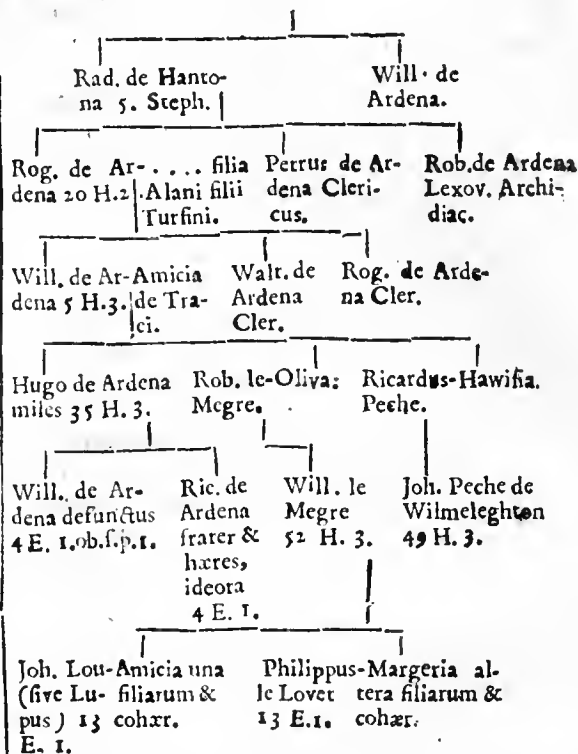 Rad. de Hanto-
na 5. Steph.
Will. de
Ardena.
Rog. de Ar- . . . . filia
dena 20 H.2 Alani filii
Turfini.
Petrus de Ar-
dena Cleri-
cus.
Rob. de Ardena
Lexov. Archi-
diac.
Will. de Ar-Amicia
dena 5 H.3. de Tra-
ci.
Walt. de
Ardena
Cler.
Rog. de Arde-
na Cler.
Hugo de Ardena
miles 35 H. 3.
Rob. le-Oliva:
Megre.
Ricardus-Hawisia.
Peche.
Will. de Ar-
dena defunctus
4 E. 1. ob. s. p. 1.
Ric. de
Ardena
frater &
hæres,
ideora
4 E. 1.
Will. le
Megre
52 H. 3.
Joh. Peche de
Wilmeleghton
49 H. 3.
Joh. Lou-Amicia una
(sive Lu- filiarum &
pus) 13 cohær.
E. 1.
Philippus-Margeria al-
le Lovet tera filiarum &
13 E.1. cohær.